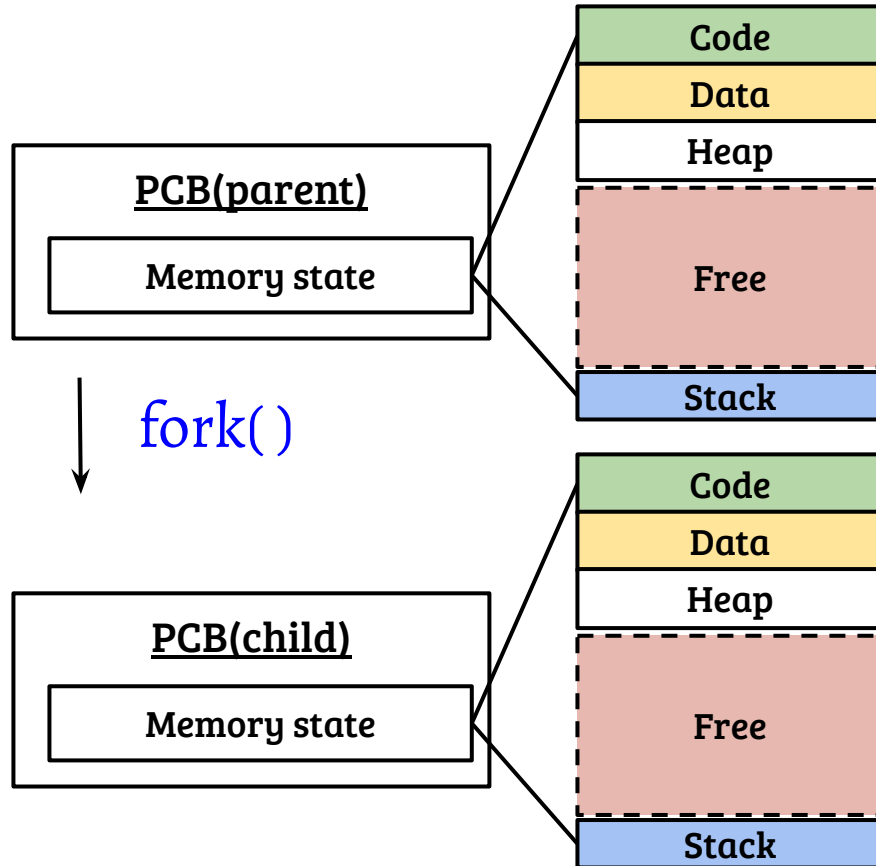 Code
Data
Heap
PCB(parent)
Memory state
Free
Stack
fork( )
Code
Data
Heap
PCB(child)
Memory state
Free
Stack